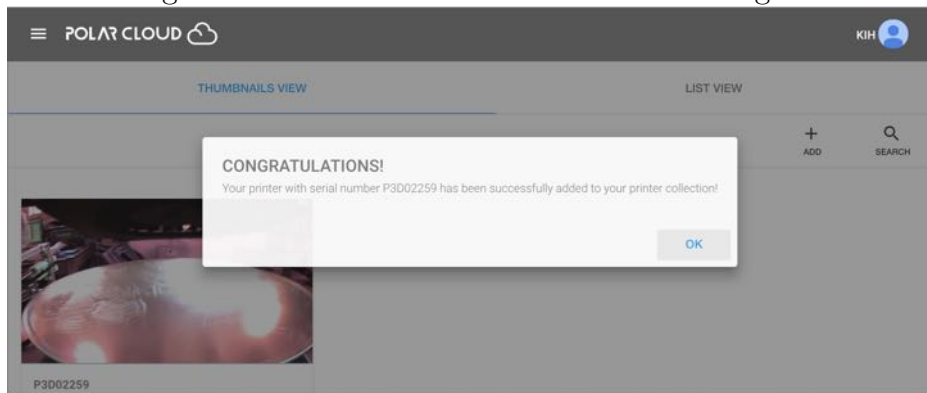 POLAR CLOUD
KIH
THUMBNAILS VIEW
LIST VIEW
ADD
SEARCH
CONGRATULATIONS!
Your printer with serial number P3D02259 has been successfully added to your printer collection!
OK
P3D02259